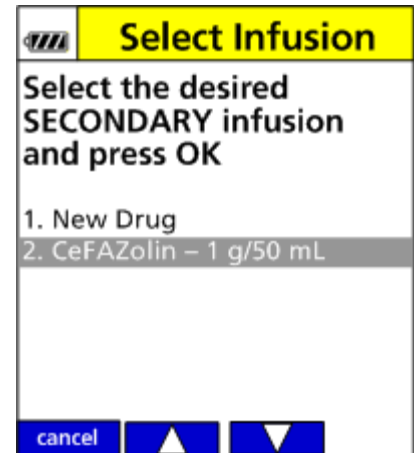 Select Infusion
Select the desired
SECONDARY infusion
and press OK
1. New Drug
2. CeFAZolin – 1 g/50 mL
cancel